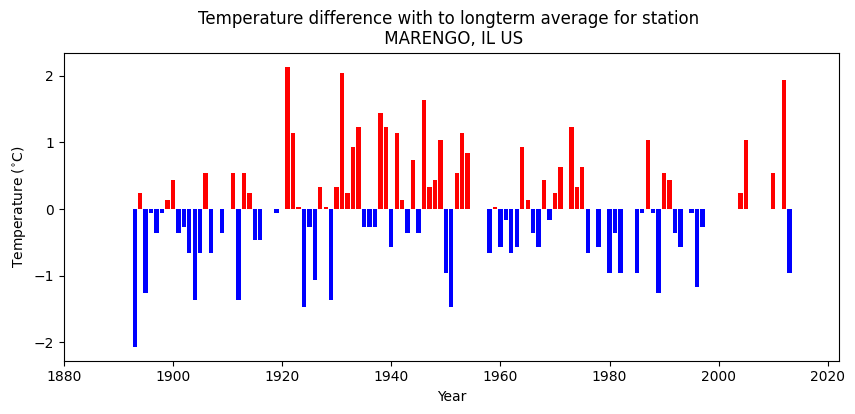 Temperature difference with to longterm average for station
MARENGO, IL US
Temperature (°C)
2
1
0
−1
−2
1880 1900 1920 1940 1960 1980 2000 2020
Year